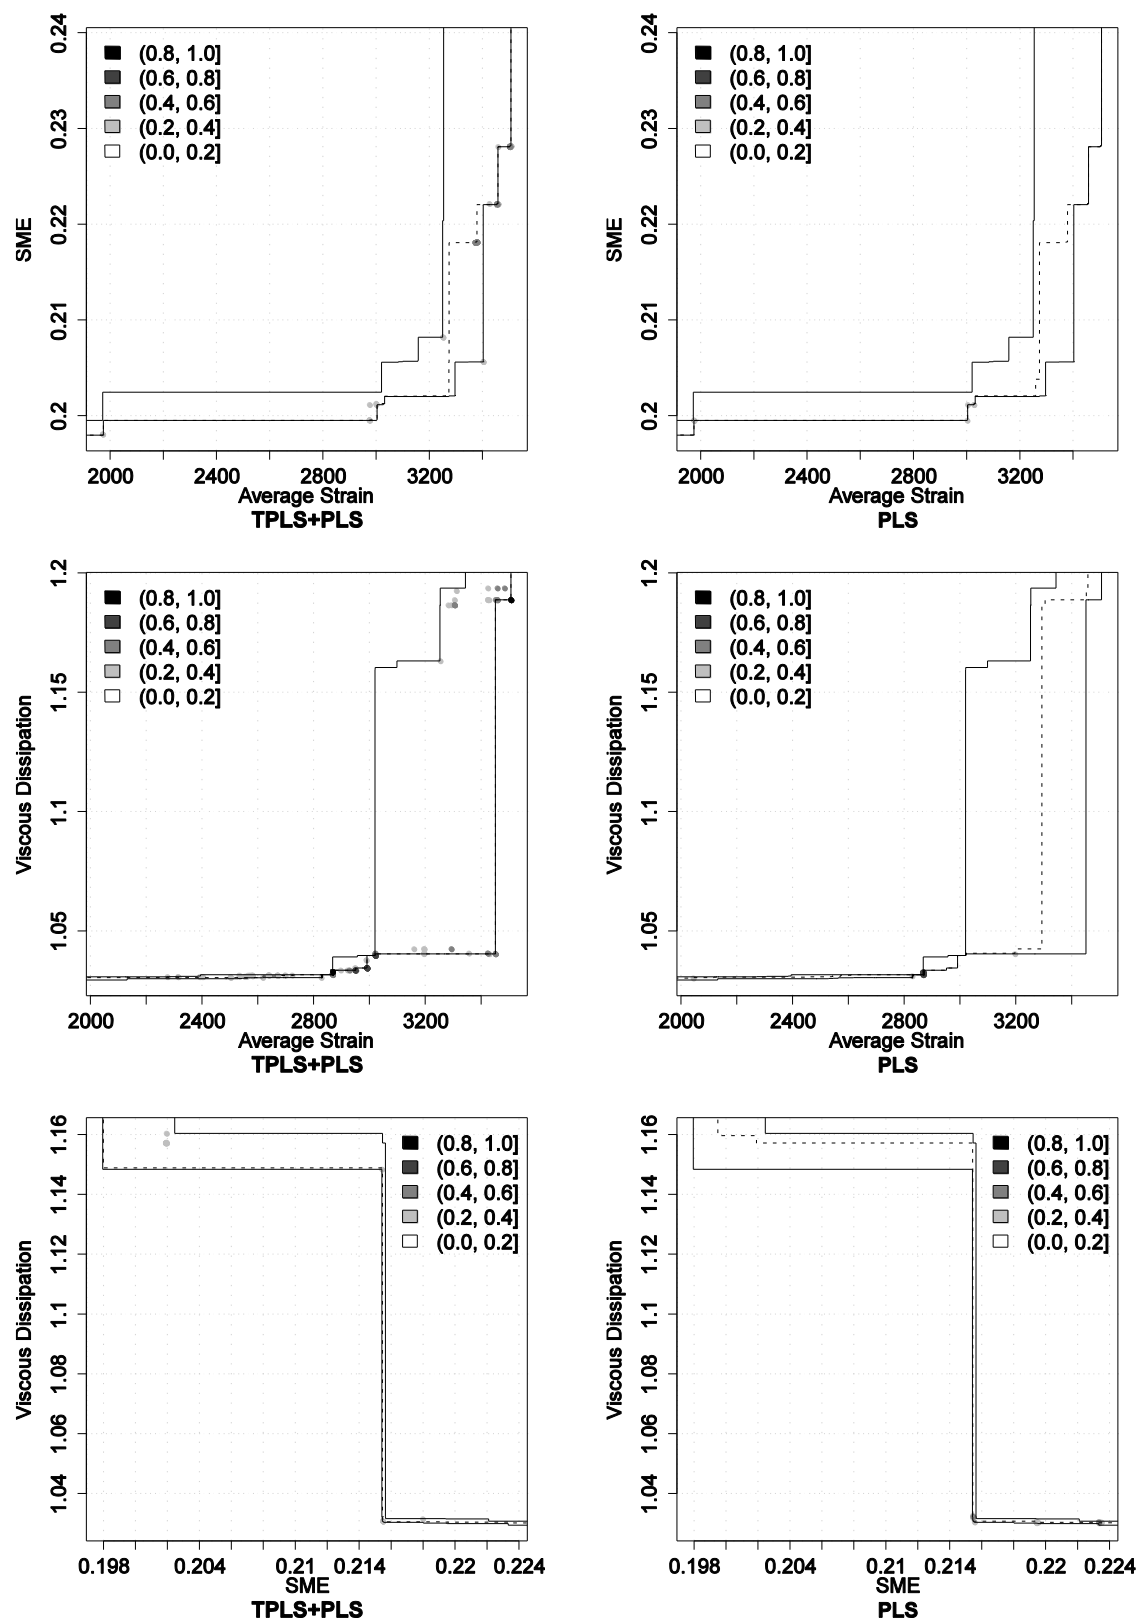 SME
0.2 0.21 0.22 0.23 0.24
(0.8, 1.0]
(0.6, 0.8]
(0.4, 0.6]
(0.2, 0.4]
(0.0, 0.2]
2000 2400 2800 3200
Average Strain
TPLS+PLS
SME
0.2 0.21 0.22 0.23 0.24
(0.8, 1.0]
(0.6, 0.8]
(0.4, 0.6]
(0.2, 0.4]
(0.0, 0.2]
2000 2400 2800 3200
Average Strain
PLS
Viscous Dissipation
1.05 1.1 1.15 1.2
(0.8, 1.0]
(0.6, 0.8]
(0.4, 0.6]
(0.2, 0.4]
(0.0, 0.2]
2000 2400 2800 3200
Average Strain
TPLS+PLS
Viscous Dissipation
1.05 1.1 1.15 1.2
(0.8, 1.0]
(0.6, 0.8]
(0.4, 0.6]
(0.2, 0.4]
(0.0, 0.2]
2000 2400 2800 3200
Average Strain
PLS
Viscous Dissipation
1.04 1.06 1.08 1.1 1.12 1.14 1.16
(0.8, 1.0]
(0.6, 0.8]
(0.4, 0.6]
(0.2, 0.4]
(0.0, 0.2]
0.198 0.204 0.21 0.214 0.22 0.224
SME
TPLS+PLS
Viscous Dissipation
1.04 1.06 1.08 1.1 1.12 1.14 1.16
(0.8, 1.0]
(0.6, 0.8]
(0.4, 0.6]
(0.2, 0.4]
(0.0, 0.2]
0.198 0.204 0.21 0.214 0.22 0.224
SME
PLS